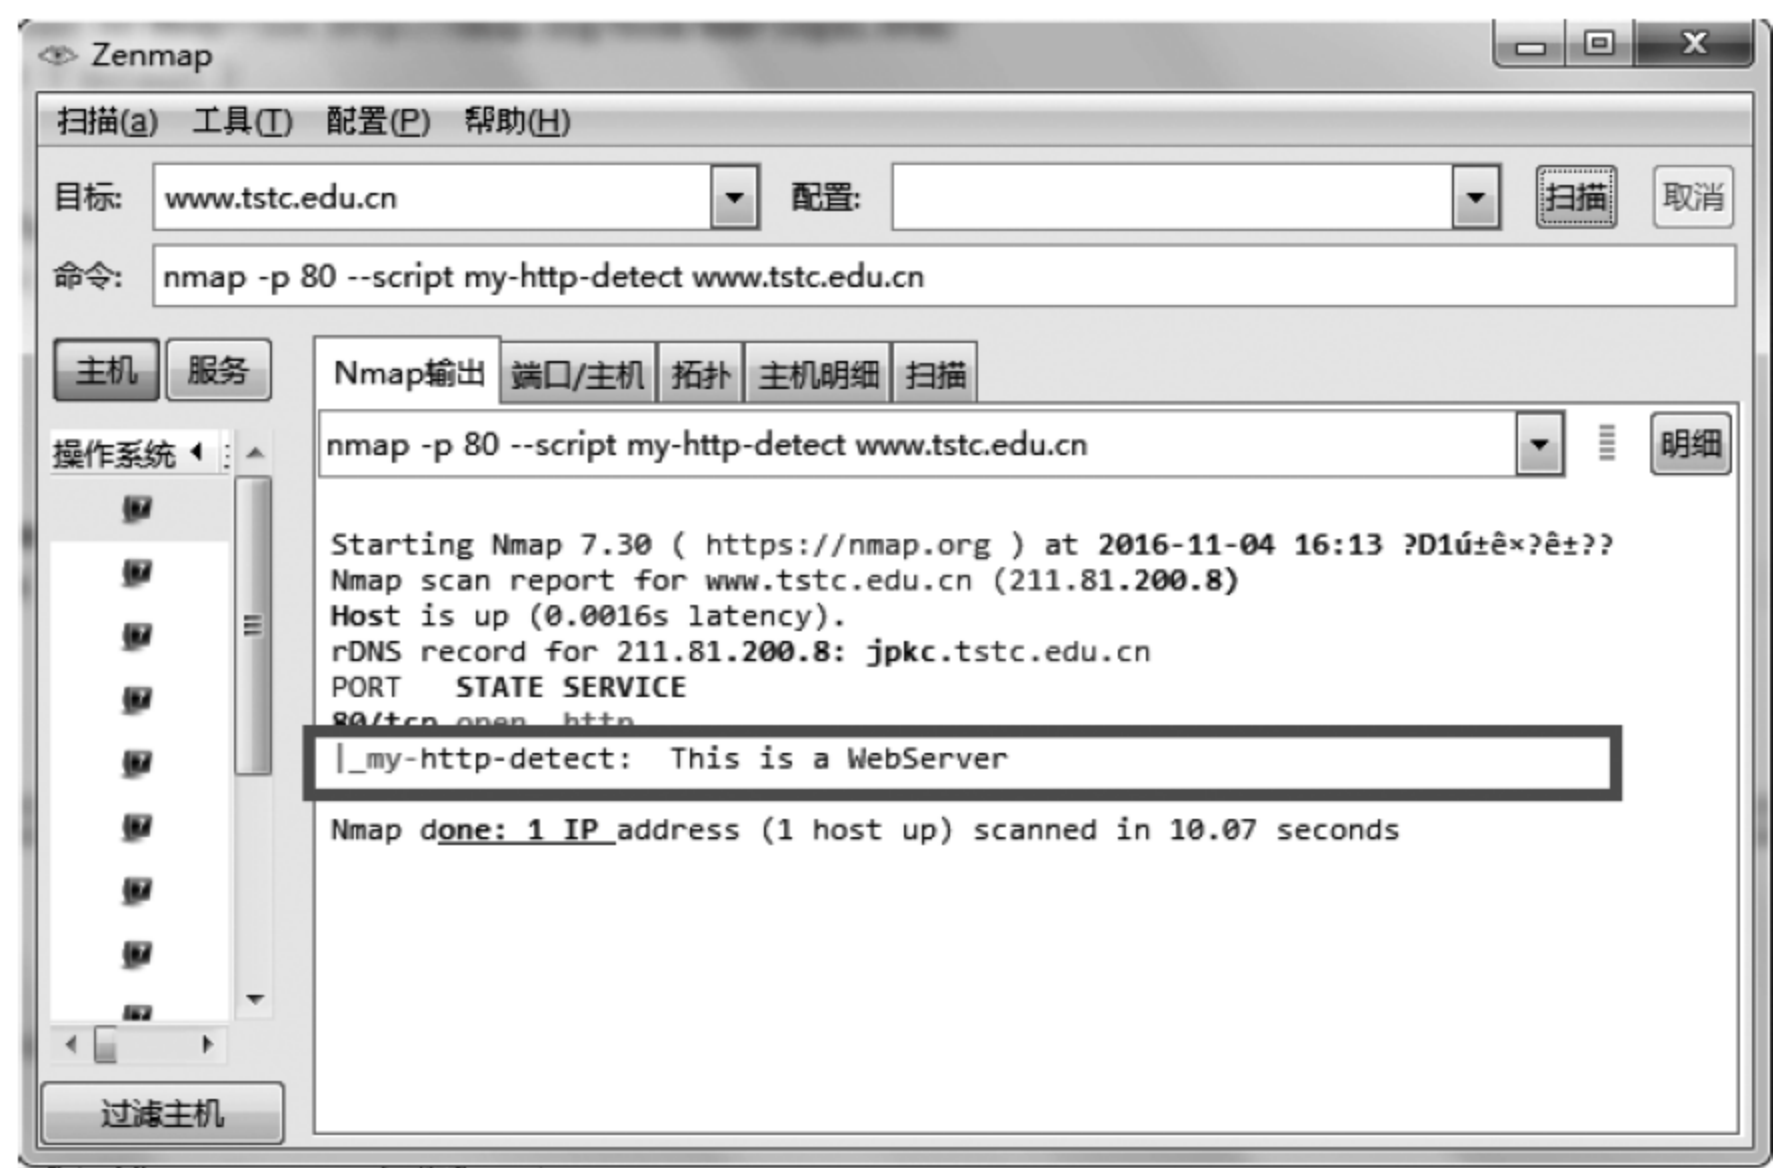 Zenmap
扫描(a) 工具(T) 配置(P) 帮助(H)
目标: www.tstc.edu.cn 配置: 扫描 取消
命令: nmap -p 80 --script my-http-detect www.tstc.edu.cn
主机 服务 Nmap输出 端口/主机 拓扑 主机明细 扫描
操作系统 nmap -p 80 --script my-http-detect www.tstc.edu.cn 明细
Starting Nmap 7.30 ( https://nmap.org ) at 2016-11-04 16:13 ?D1ú±ê×?ê±??
Nmap scan report for www.tstc.edu.cn (211.81.200.8)
Host is up (0.0016s latency).
rDNS record for 211.81.200.8: jpkc.tstc.edu.cn
PORT STATE SERVICE
80/tcp open http
|_my-http-detect: This is a WebServer
Nmap done: 1 IP address (1 host up) scanned in 10.07 seconds
过滤主机